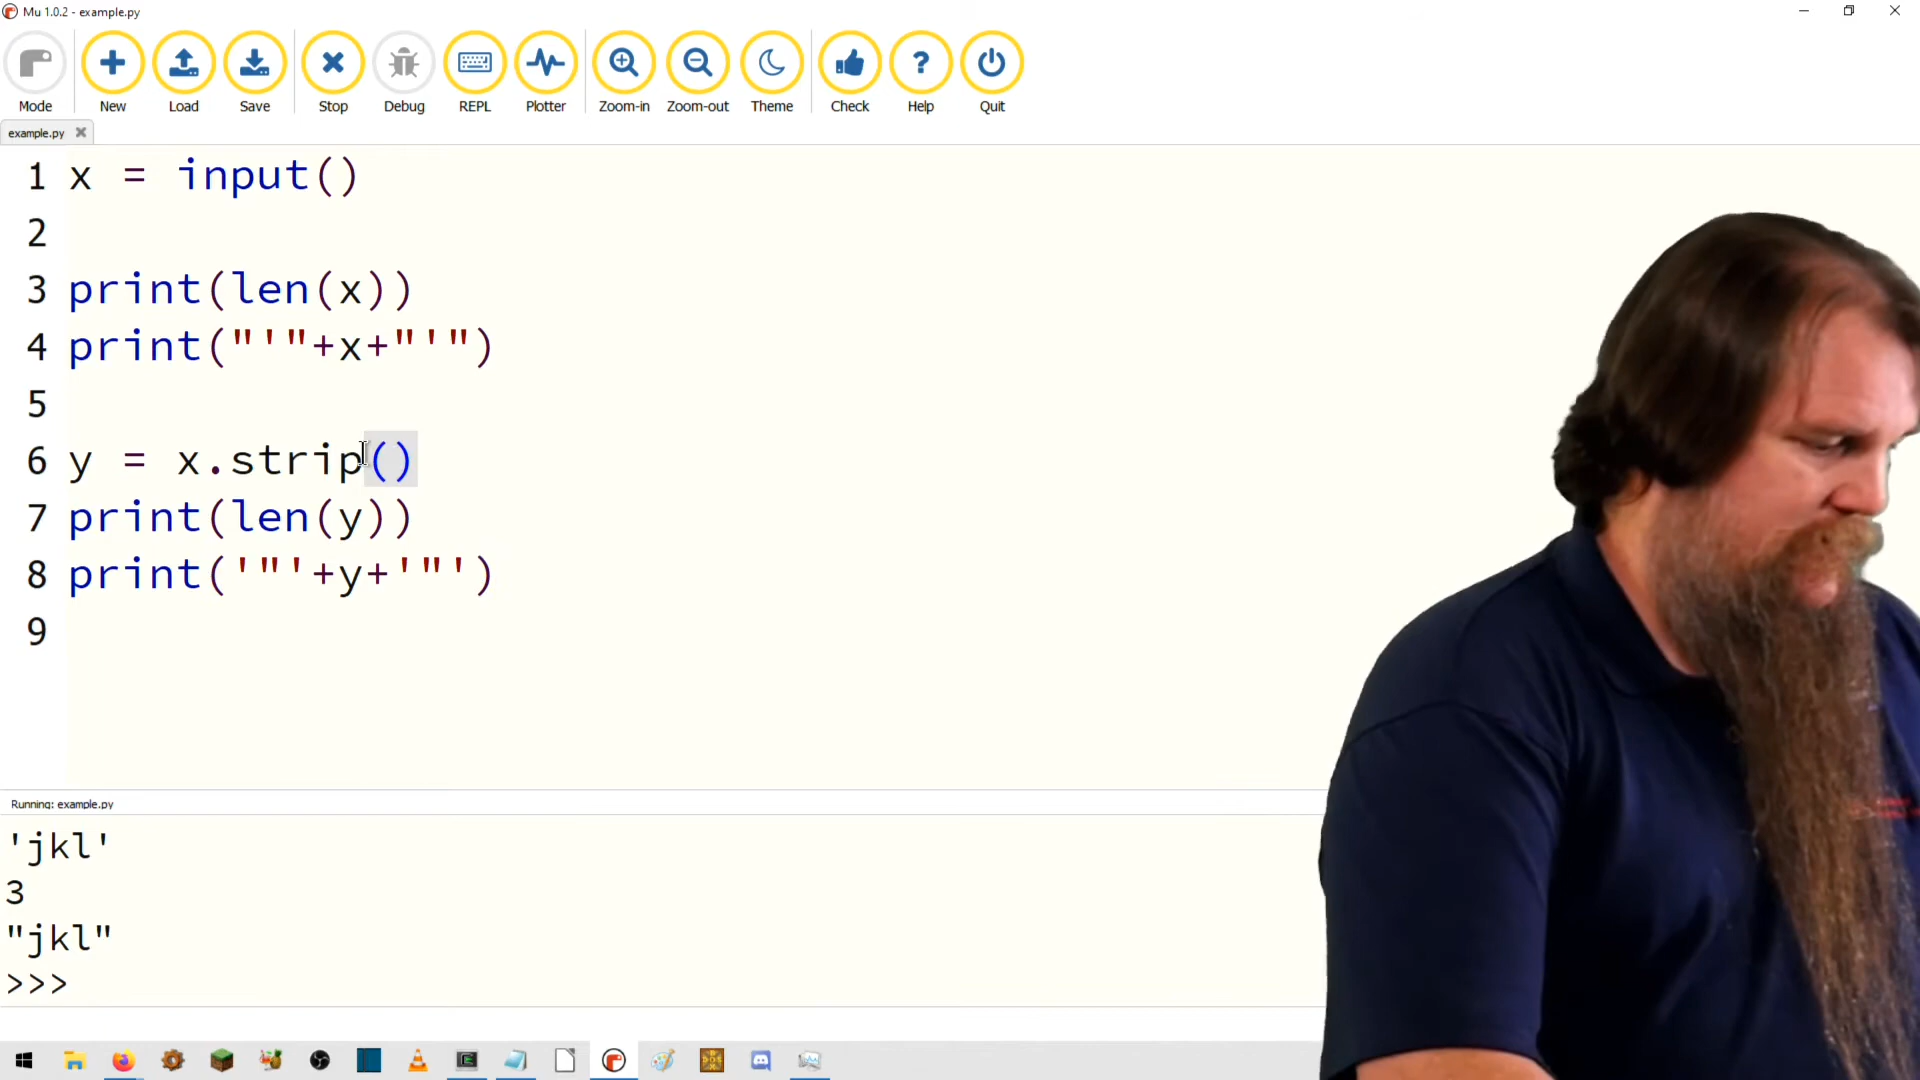 Mu 1.0.2 - example.py
Mode
New
Load
Save
Stop
Debug
REPL
Plotter
Zoom-in
Zoom-out
Theme
Check
Help
Quit
example.py
1 x = input()
2
3 print(len(x))
4 print("'"+x+"'")
5
6 y = x.strip()
7 print(len(y))
8 print('"'+y+'"')
9
Running: example.py
'jkl'
3
"jkl"
>>>